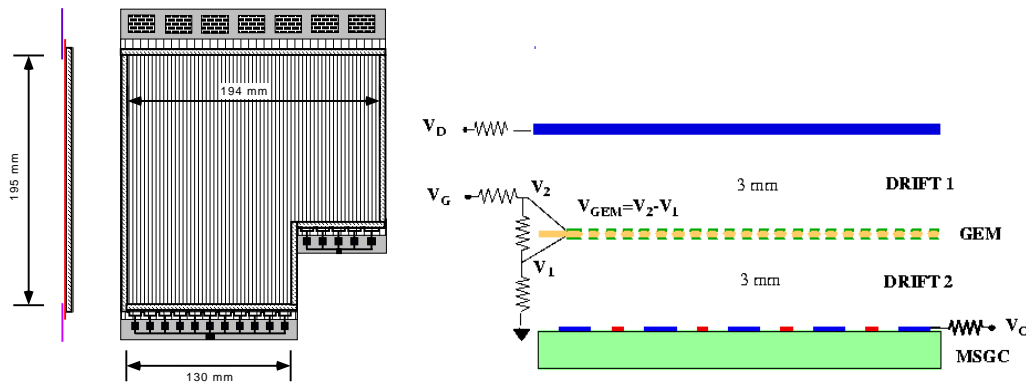 194 mm
195 mm
130 mm
V_D
3 mm
DRIFT 1
V_G
V_2
V_GEM=V_2-V_1
GEM
V_1
3 mm
DRIFT 2
V_C
MSGC